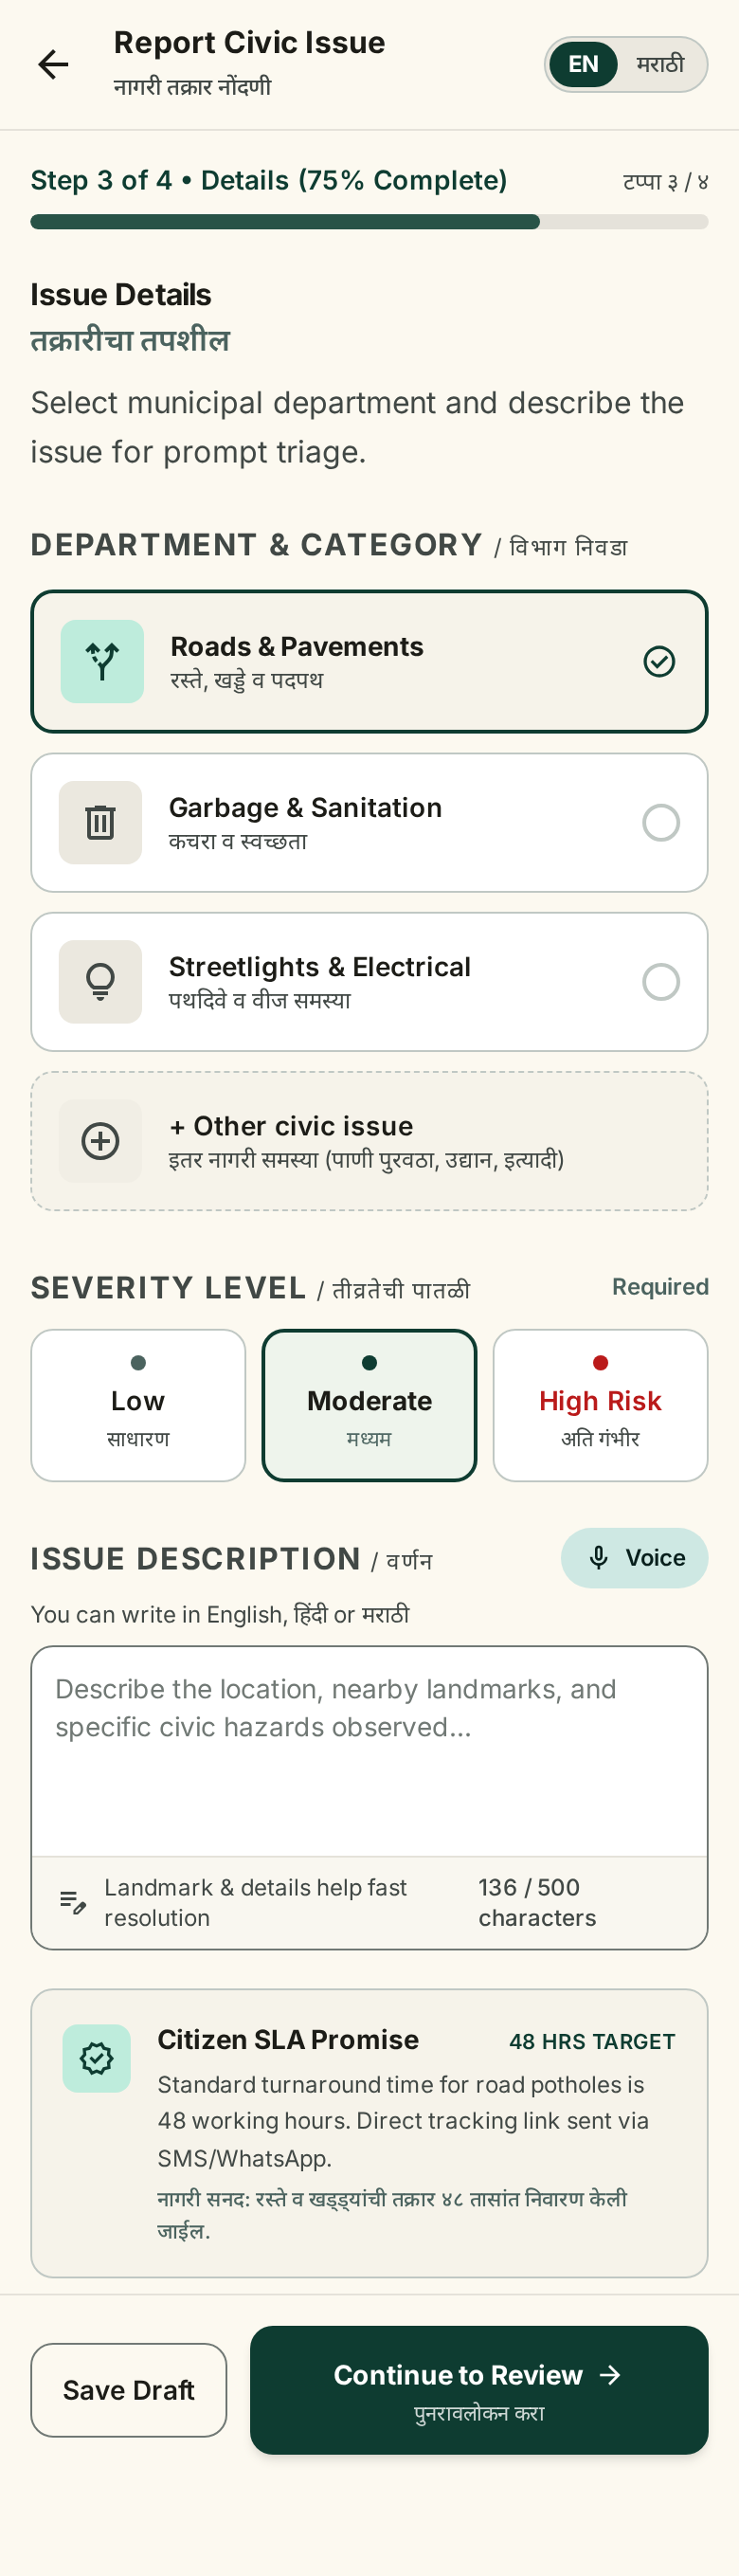 Report Civic Issue
नागरी तक्रार नोंदणी
EN
मराठी
Step 3 of 4 • Details (75% Complete)
टप्पा ३ / ४
Issue Details
तक्रारीचा तपशील
Select municipal department and describe the
issue for prompt triage.
DEPARTMENT & CATEGORY / विभाग निवडा
Roads & Pavements
रस्ते, खड्डे व पदपथ
Garbage & Sanitation
कचरा व स्वच्छता
Streetlights & Electrical
पथदिवे व वीज समस्या
+ Other civic issue
इतर नागरी समस्या (पाणी पुरवठा, उद्यान, इत्यादी)
SEVERITY LEVEL / तीव्रतेची पातळी
Required
Low
साधारण
Moderate
मध्यम
High Risk
अति गंभीर
ISSUE DESCRIPTION / वर्णन
Voice
You can write in English, हिंदी or मराठी
Describe the location, nearby landmarks, and
specific civic hazards observed...
Landmark & details help fast
resolution
136 / 500
characters
Citizen SLA Promise
48 HRS TARGET
Standard turnaround time for road potholes is
48 working hours. Direct tracking link sent via
SMS/WhatsApp.
नागरी सनद: रस्ते व खड्ड्यांची तक्रार ४८ तासांत निवारण केली
जाईल.
Save Draft
Continue to Review →
पुनरावलोकन करा